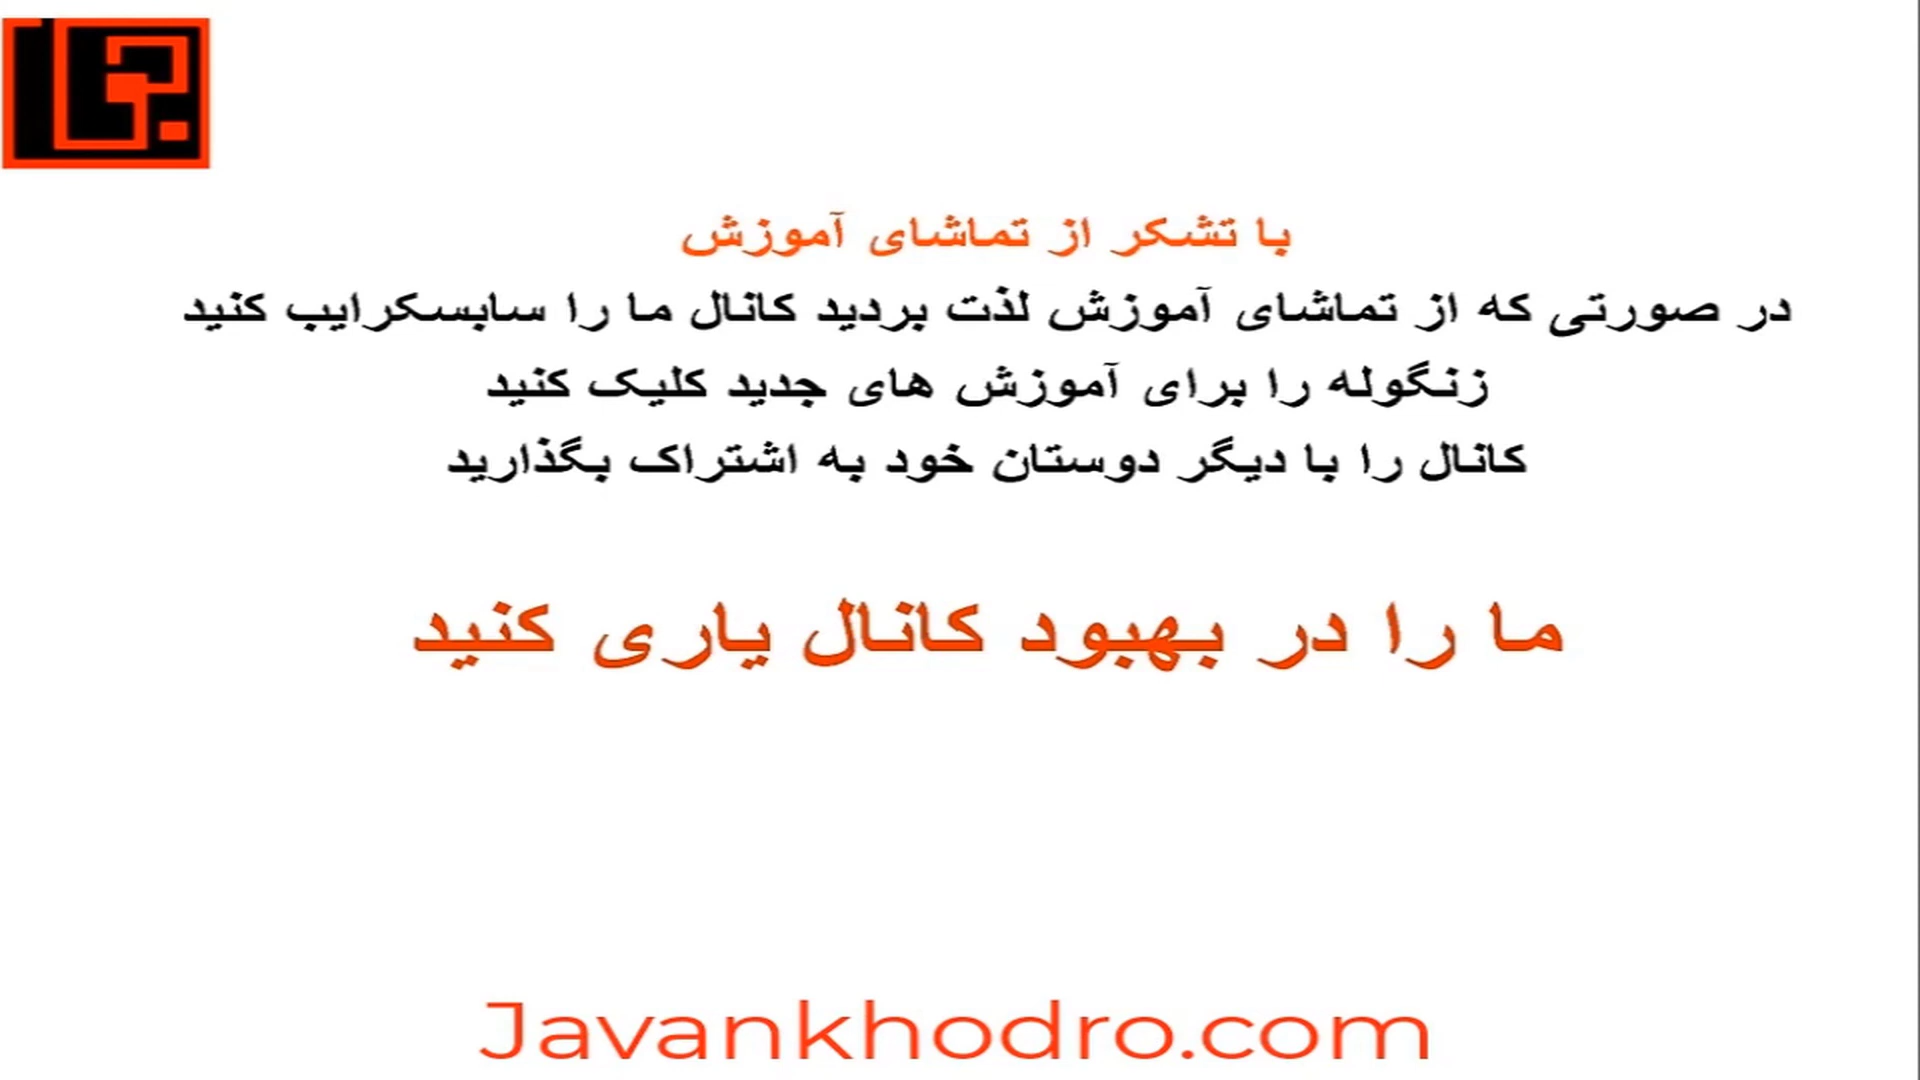 با تشکر از تماشای آموزش
در صورتی که از تماشای آموزش لذت بردید کانال ما را سابسکرایب کنید
زنگوله را برای آموزش های جدید کلیک کنید
کانال را با دیگر دوستان خود به اشتراک بگذارید
ما را در بهبود کانال یاری کنید
Javankhodro.com